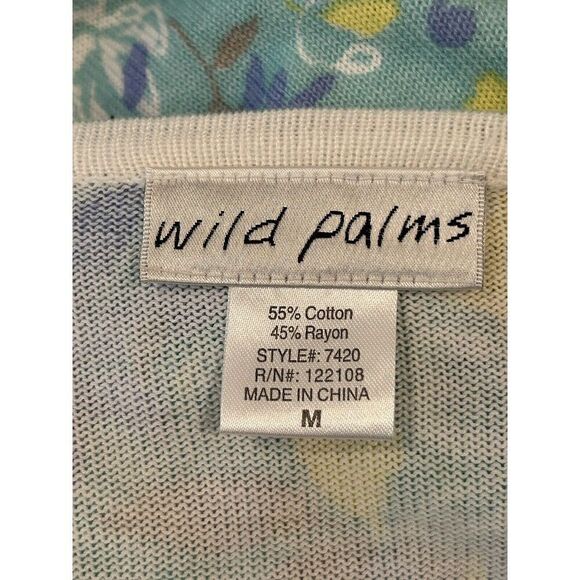 wild palms
55% Cotton
45% Rayon
STYLE#: 7420
R/N#: 122108
MADE IN CHINA
M